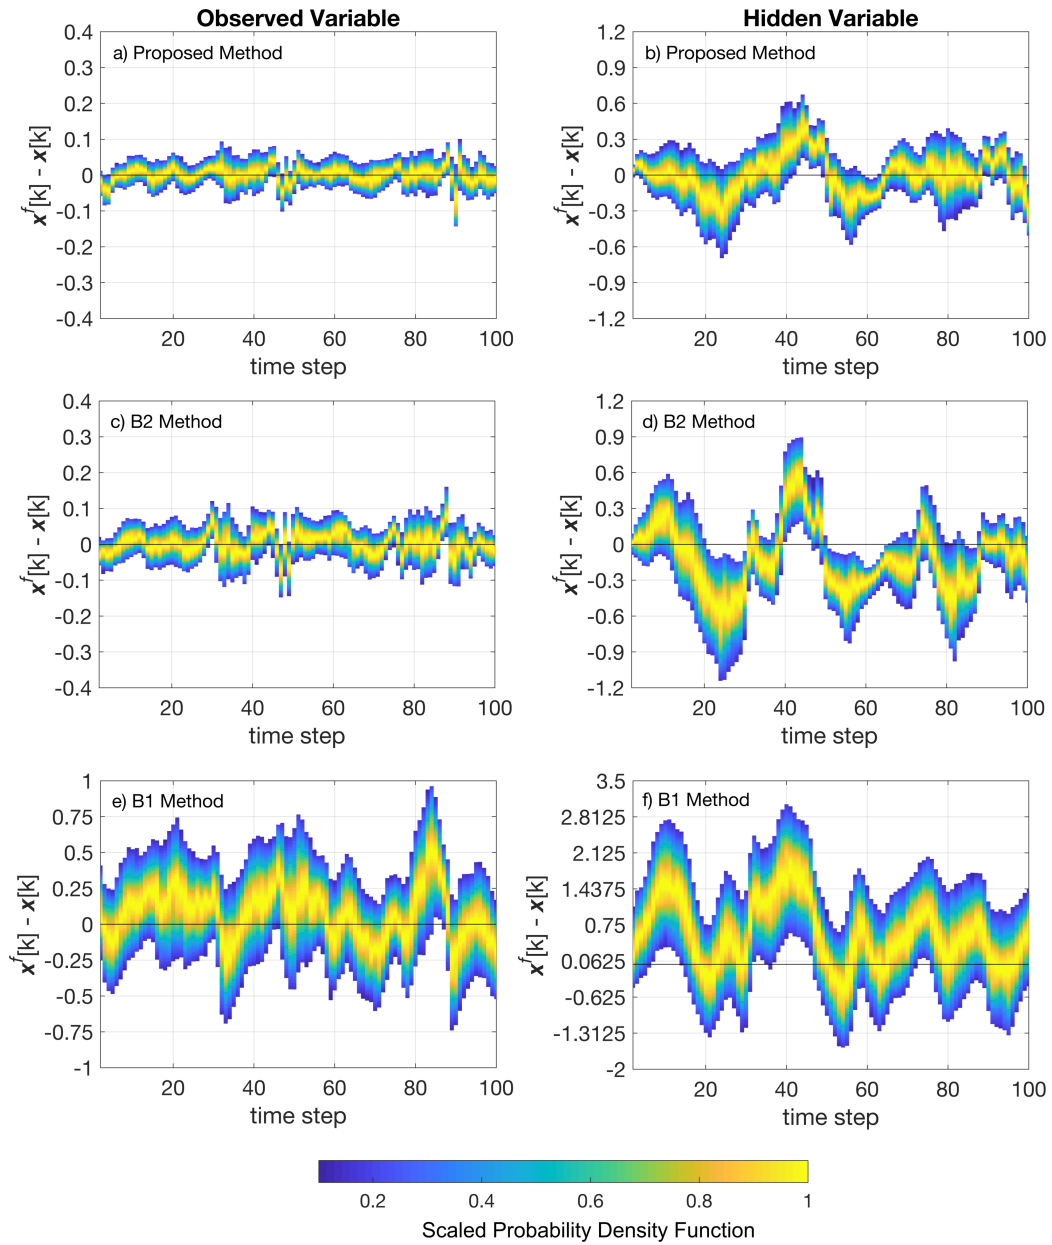 Observed Variable
Hidden Variable
a) Proposed Method
0.4
0.3
0.2
0.1
0
-0.1
-0.2
-0.3
-0.4
x^f[k] - x[k]
20 40 60 80 100
time step
b) Proposed Method
1.2
0.9
0.6
0.3
0
-0.3
-0.6
-0.9
-1.2
x^f[k] - x[k]
20 40 60 80 100
time step
c) B2 Method
0.4
0.3
0.2
0.1
0
-0.1
-0.2
-0.3
-0.4
x^f[k] - x[k]
20 40 60 80 100
time step
d) B2 Method
1.2
0.9
0.6
0.3
0
-0.3
-0.6
-0.9
-1.2
x^f[k] - x[k]
20 40 60 80 100
time step
e) B1 Method
1
0.75
0.5
0.25
0
-0.25
-0.5
-0.75
-1
x^f[k] - x[k]
20 40 60 80 100
time step
f) B1 Method
3.5
2.8125
2.125
1.4375
0.75
0.0625
-0.625
-1.3125
-2
x^f[k] - x[k]
20 40 60 80 100
time step
0.2 0.4 0.6 0.8 1
Scaled Probability Density Function